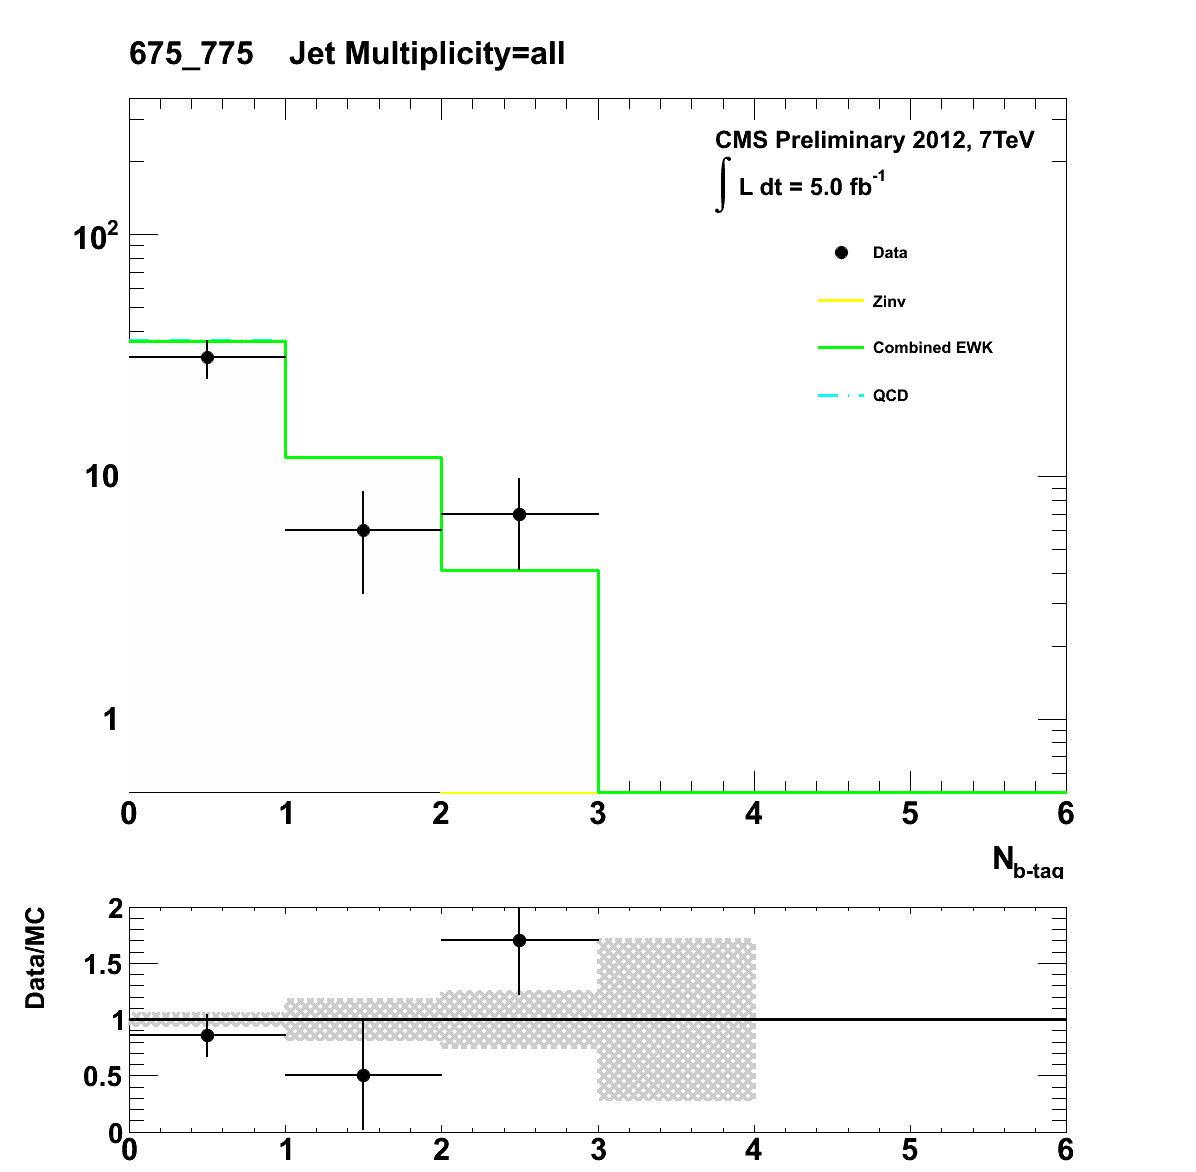 675_775 Jet Multiplicity=all
CMS Preliminary 2012, 7TeV
∫ L dt = 5.0 fb⁻¹
Data
Zinv
Combined EWK
QCD
10²
10
1
0 1 2 3 4 5 6
N_b-tag
Data/MC
2
1.5
1
0.5
0
0 1 2 3 4 5 6